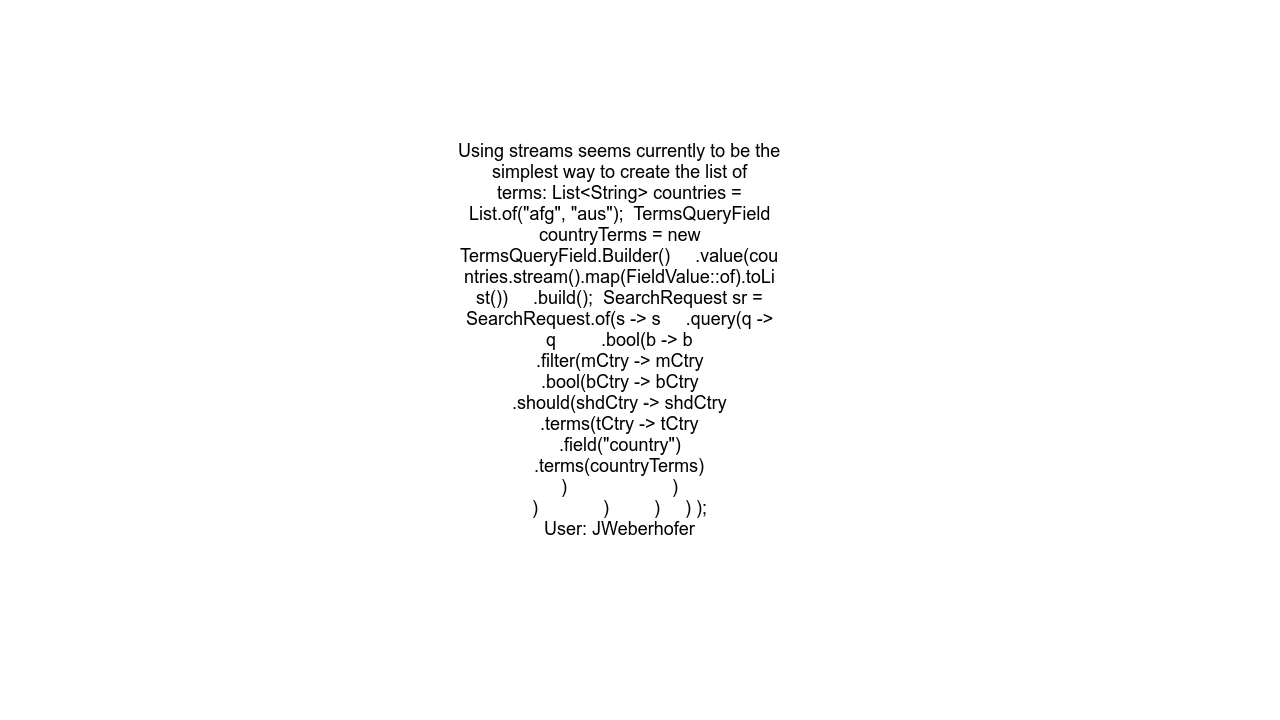 Using streams seems currently to be the
simplest way to create the list of
terms: List<String> countries =
List.of("afg", "aus");  TermsQueryField
countryTerms = new
TermsQueryField.Builder()     .value(cou
ntries.stream().map(FieldValue::of).toLi
st())     .build();  SearchRequest sr =
SearchRequest.of(s -> s     .query(q ->
q         .bool(b -> b
.filter(mCtry -> mCtry
.bool(bCtry -> bCtry
.should(shdCtry -> shdCtry
.terms(tCtry -> tCtry
.field("country")
.terms(countryTerms)
)                     )
)             )         )     ) );
User: JWeberhofer